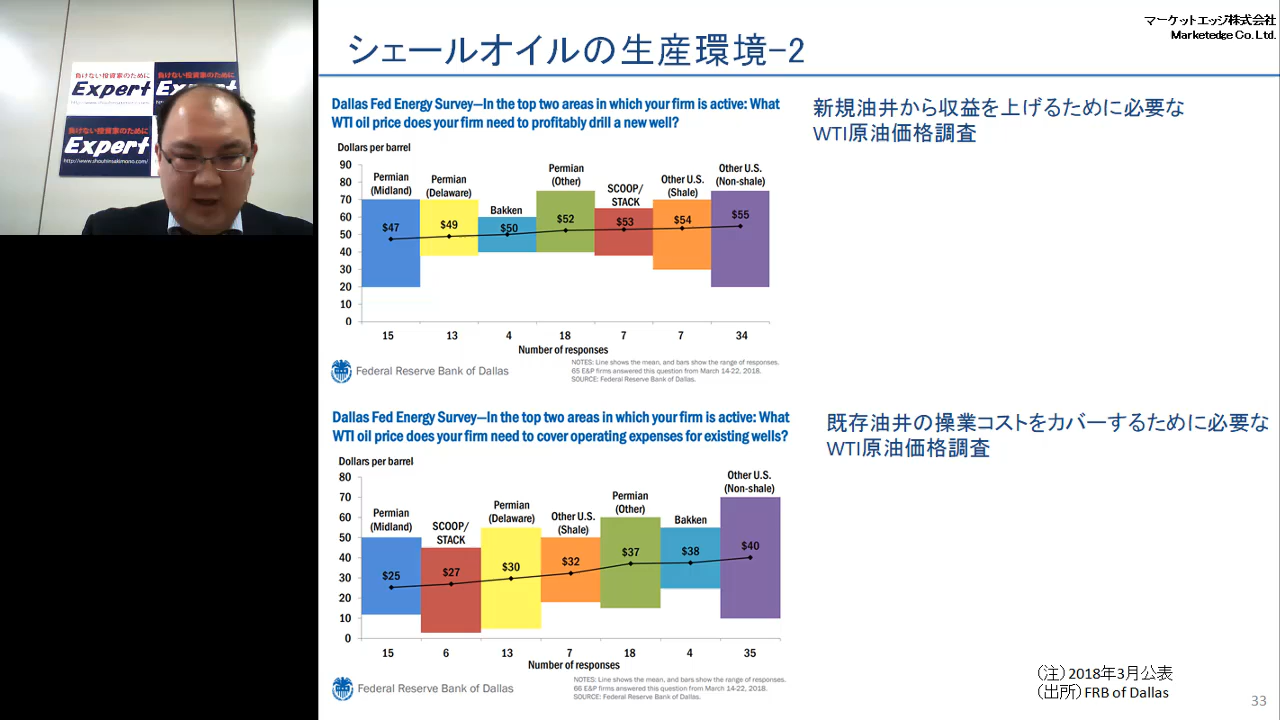 負けない投資家のために
Expert
負けない投資家のために
Expert
http://www.shouhinsakimono.com/
マーケットエッジ株式会社
Marketedge Co. Ltd.
シェールオイルの生産環境-2
Dallas Fed Energy Survey—In the top two areas in which your firm is active: What
WTI oil price does your firm need to profitably drill a new well?
新規油井から収益を上げるために必要な
WTI原油価格調査
Dollars per barrel
90
80
70
60
50
40
30
20
10
0
Permian
(Midland)
Permian
(Delaware)
Bakken
Permian
(Other)
SCOOP/
STACK
Other U.S.
(Shale)
Other U.S.
(Non-shale)
$47
$49
$50
$52
$53
$54
$55
15
13
4
18
7
7
34
Number of responses
NOTES: Line shows the mean, and bars show the range of responses.
65 E&P firms answered this question from March 14-22, 2018.
SOURCE: Federal Reserve Bank of Dallas.
Federal Reserve Bank of Dallas
Dallas Fed Energy Survey—In the top two areas in which your firm is active: What
WTI oil price does your firm need to cover operating expenses for existing wells?
既存油井の操業コストをカバーするために必要な
WTI原油価格調査
Dollars per barrel
80
70
60
50
40
30
20
10
0
Permian
(Midland)
SCOOP/
STACK
Permian
(Delaware)
Other U.S.
(Shale)
Permian
(Other)
Bakken
Other U.S.
(Non-shale)
$25
$27
$30
$32
$37
$38
$40
15
6
13
7
18
4
35
Number of responses
NOTES: Line shows the mean, and bars show the range of responses.
66 E&P firms answered this question from March 14-22, 2018.
SOURCE: Federal Reserve Bank of Dallas.
Federal Reserve Bank of Dallas
（注）2018年3月公表
（出所）FRB of Dallas
33